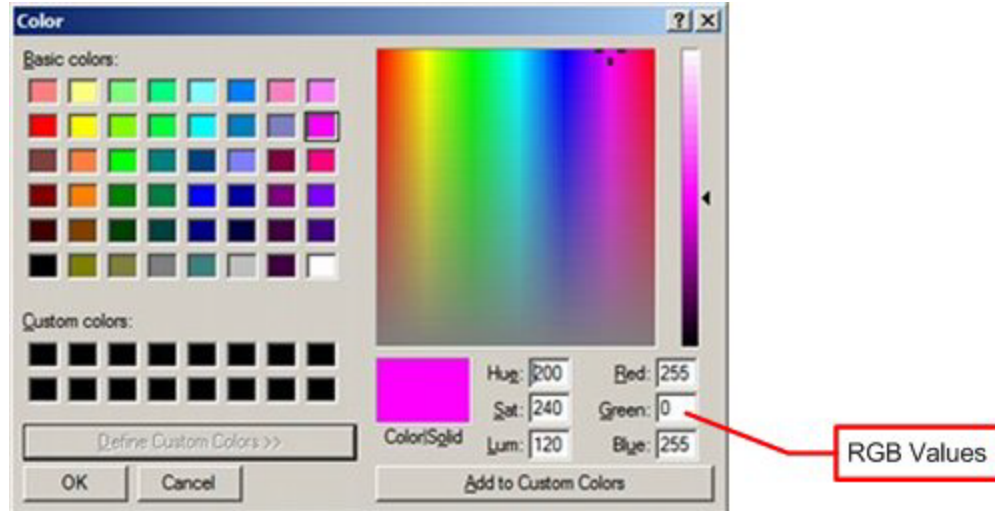 Color
Basic colors:
Custom colors:
Define Custom Colors >>
OK Cancel
Color|Solid
Hue: 200 Red: 255
Sat: 240 Green: 0
Lum: 120 Blue: 255
Add to Custom Colors
RGB Values